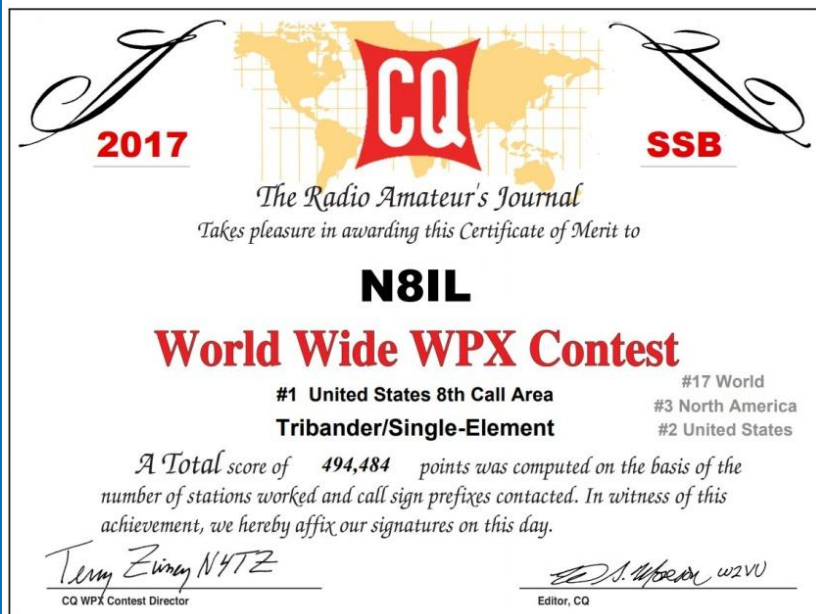 2017
CQ
SSB
The Radio Amateur's Journal
Takes pleasure in awarding this Certificate of Merit to
N8IL
World Wide WPX Contest
#1 United States 8th Call Area
Tribander/Single-Element
#17 World
#3 North America
#2 United States
A Total score of 494,484 points was computed on the basis of the
number of stations worked and call sign prefixes contacted. In witness of this
achievement, we hereby affix our signatures on this day.
Terry N4TZ
W2VU
CQ WPX Contest Director
Editor, CQ